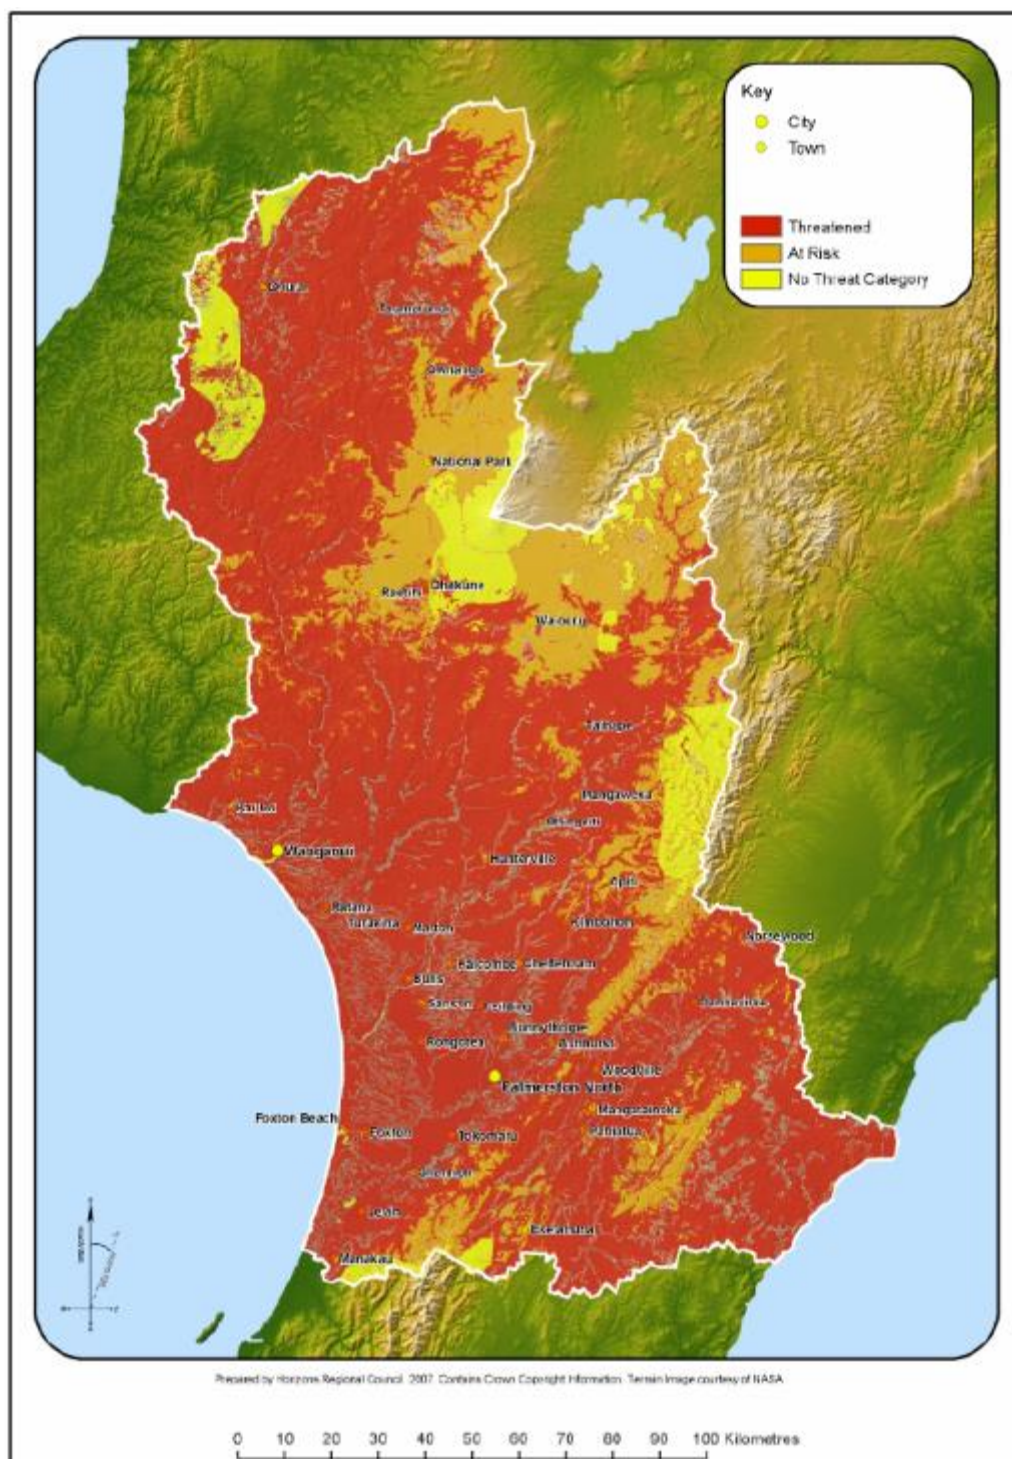 Key
City
Town
Threatened
At Risk
No Threat Category
Ohura
Owhango
National Park
Raetihi
Ohakune
Waiouru
Taihape
Mangaweka
Wanganui
Hunterville
Apiti
Ratana
Turakina
Marton
Kimbolton
Norsewood
Halcombe
Cheltenham
Bulls
Sanson
Feilding
Dannevirke
Rongotea
Bunnythorpe
Ashhurst
Woodville
Palmerston North
Mangatainoka
Foxton Beach
Foxton
Tokomaru
Pahiatua
Shannon
Levin
Eketahuna
Manakau
Prepared by Horizons Regional Council. 2007. Contains Crown Copyright Information. Terrain Image courtesy of NASA
0 10 20 30 40 50 60 70 80 90 100 Kilometres